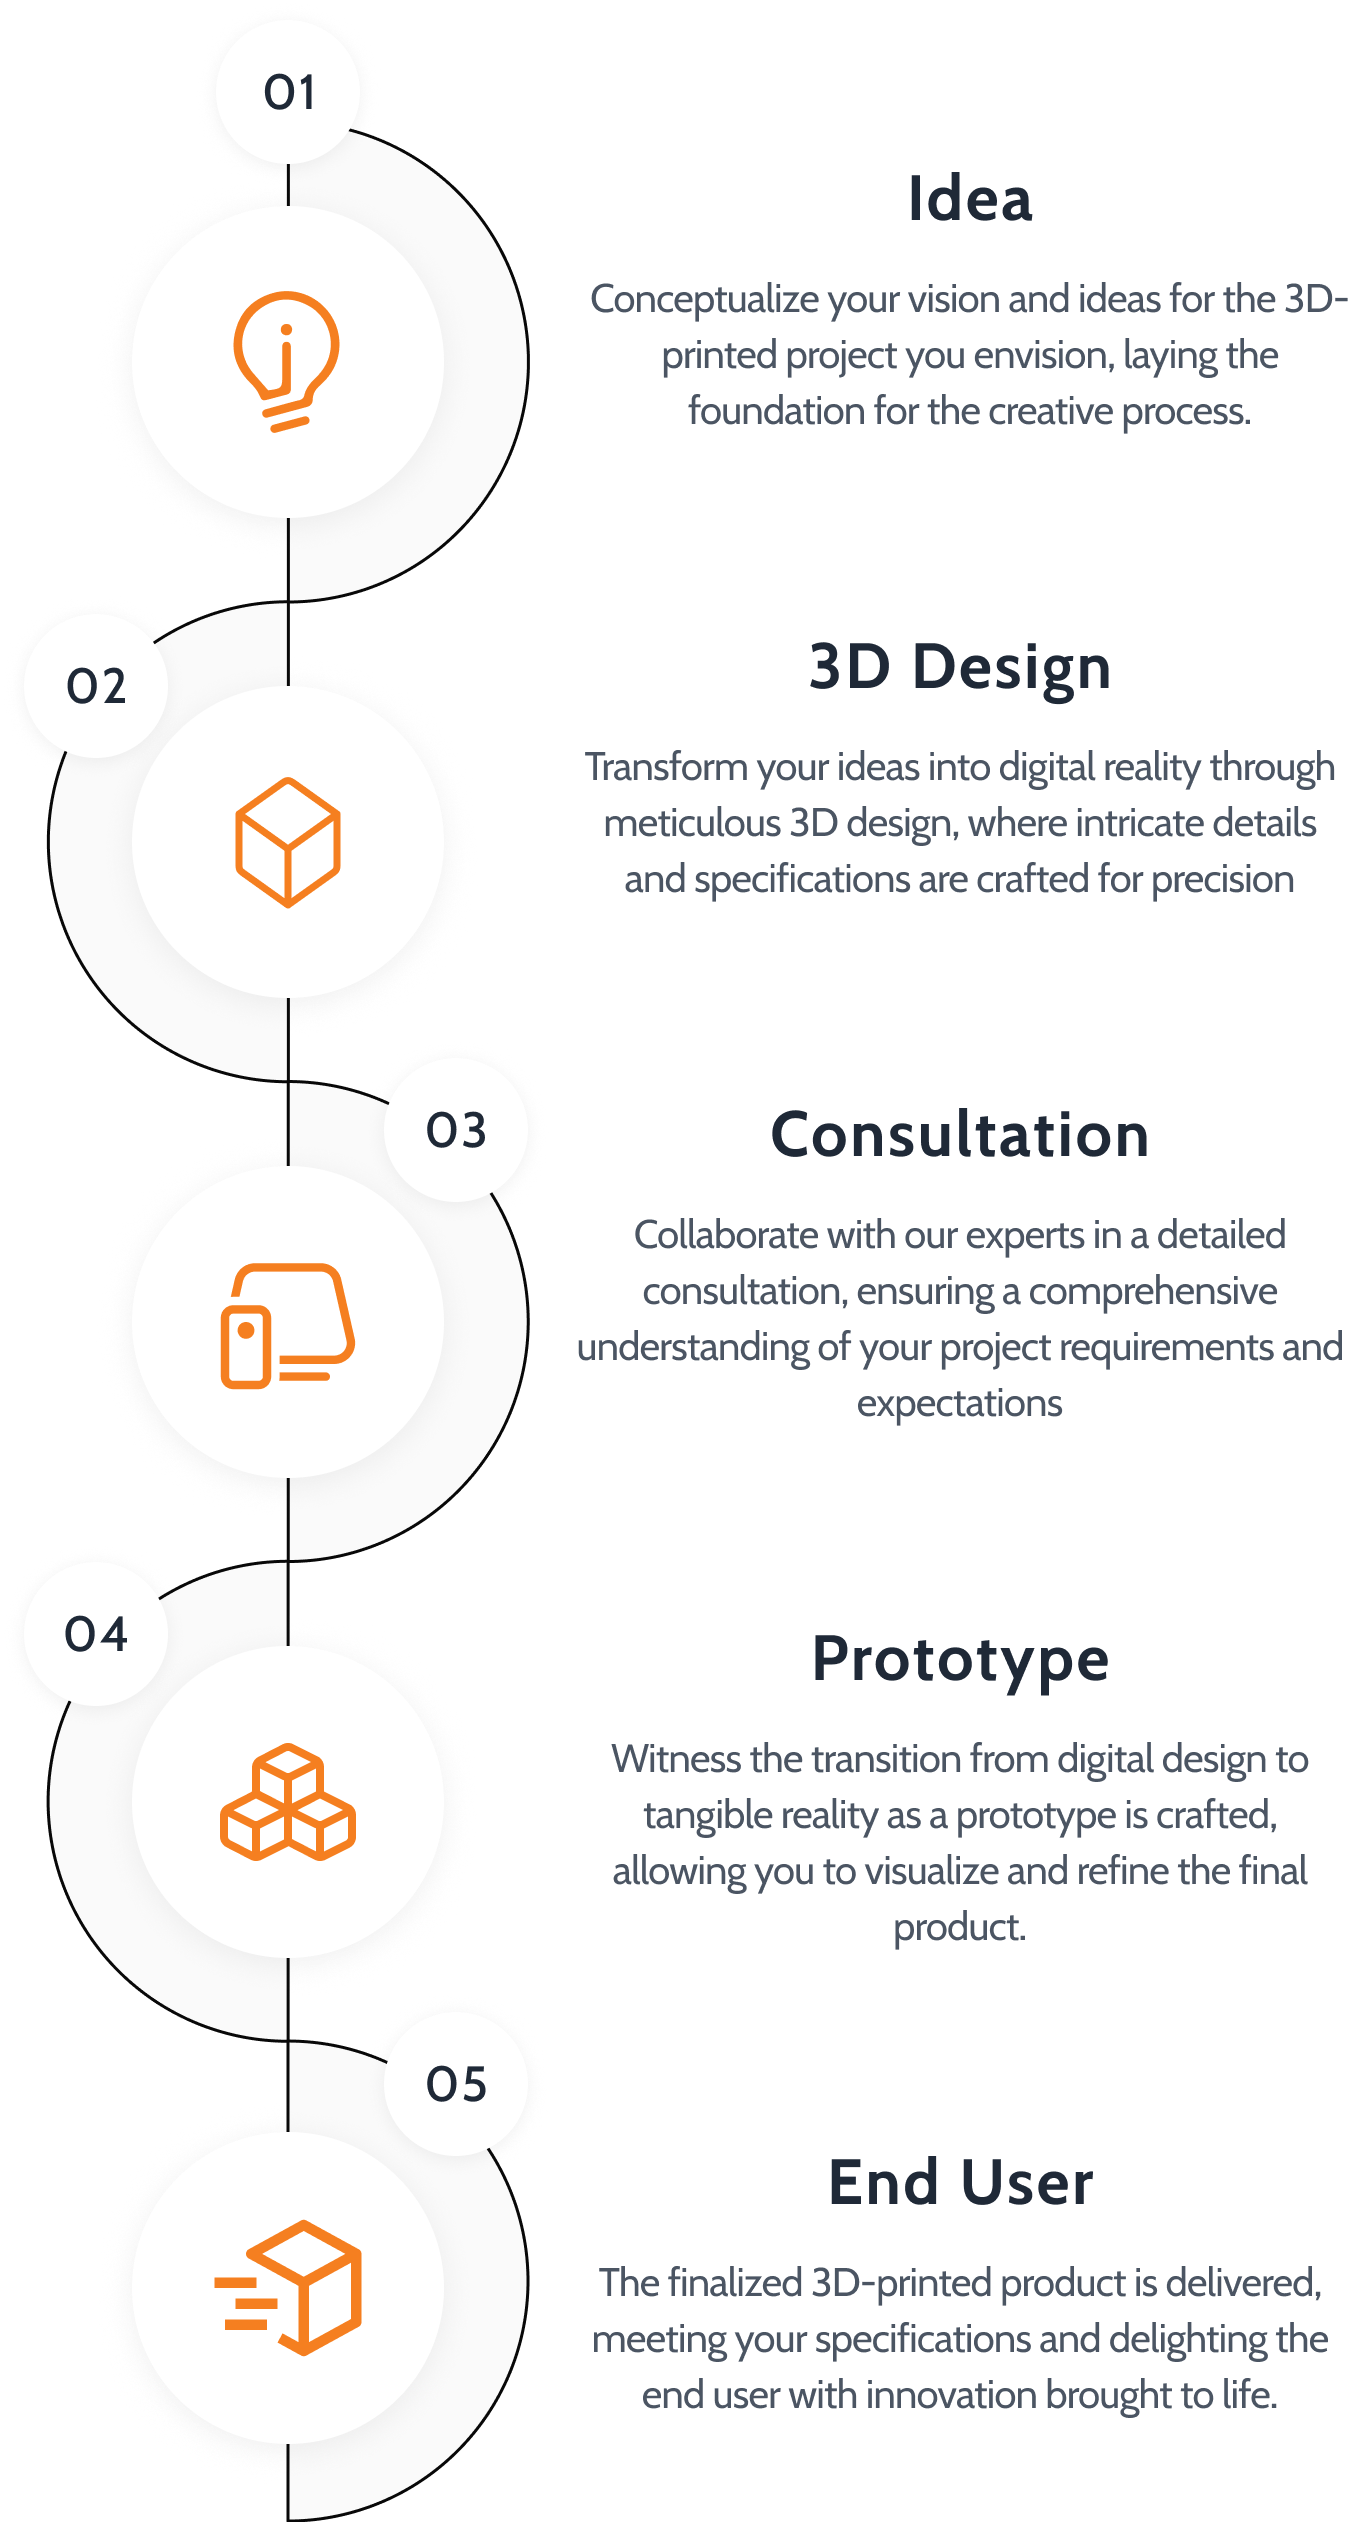 01
Idea
Conceptualize your vision and ideas for the 3D-
printed project you envision, laying the
foundation for the creative process.
02
3D Design
Transform your ideas into digital reality through
meticulous 3D design, where intricate details
and specifications are crafted for precision
03
Consultation
Collaborate with our experts in a detailed
consultation, ensuring a comprehensive
understanding of your project requirements and
expectations
04
Prototype
Witness the transition from digital design to
tangible reality as a prototype is crafted,
allowing you to visualize and refine the final
product.
05
End User
The finalized 3D-printed product is delivered,
meeting your specifications and delighting the
end user with innovation brought to life.